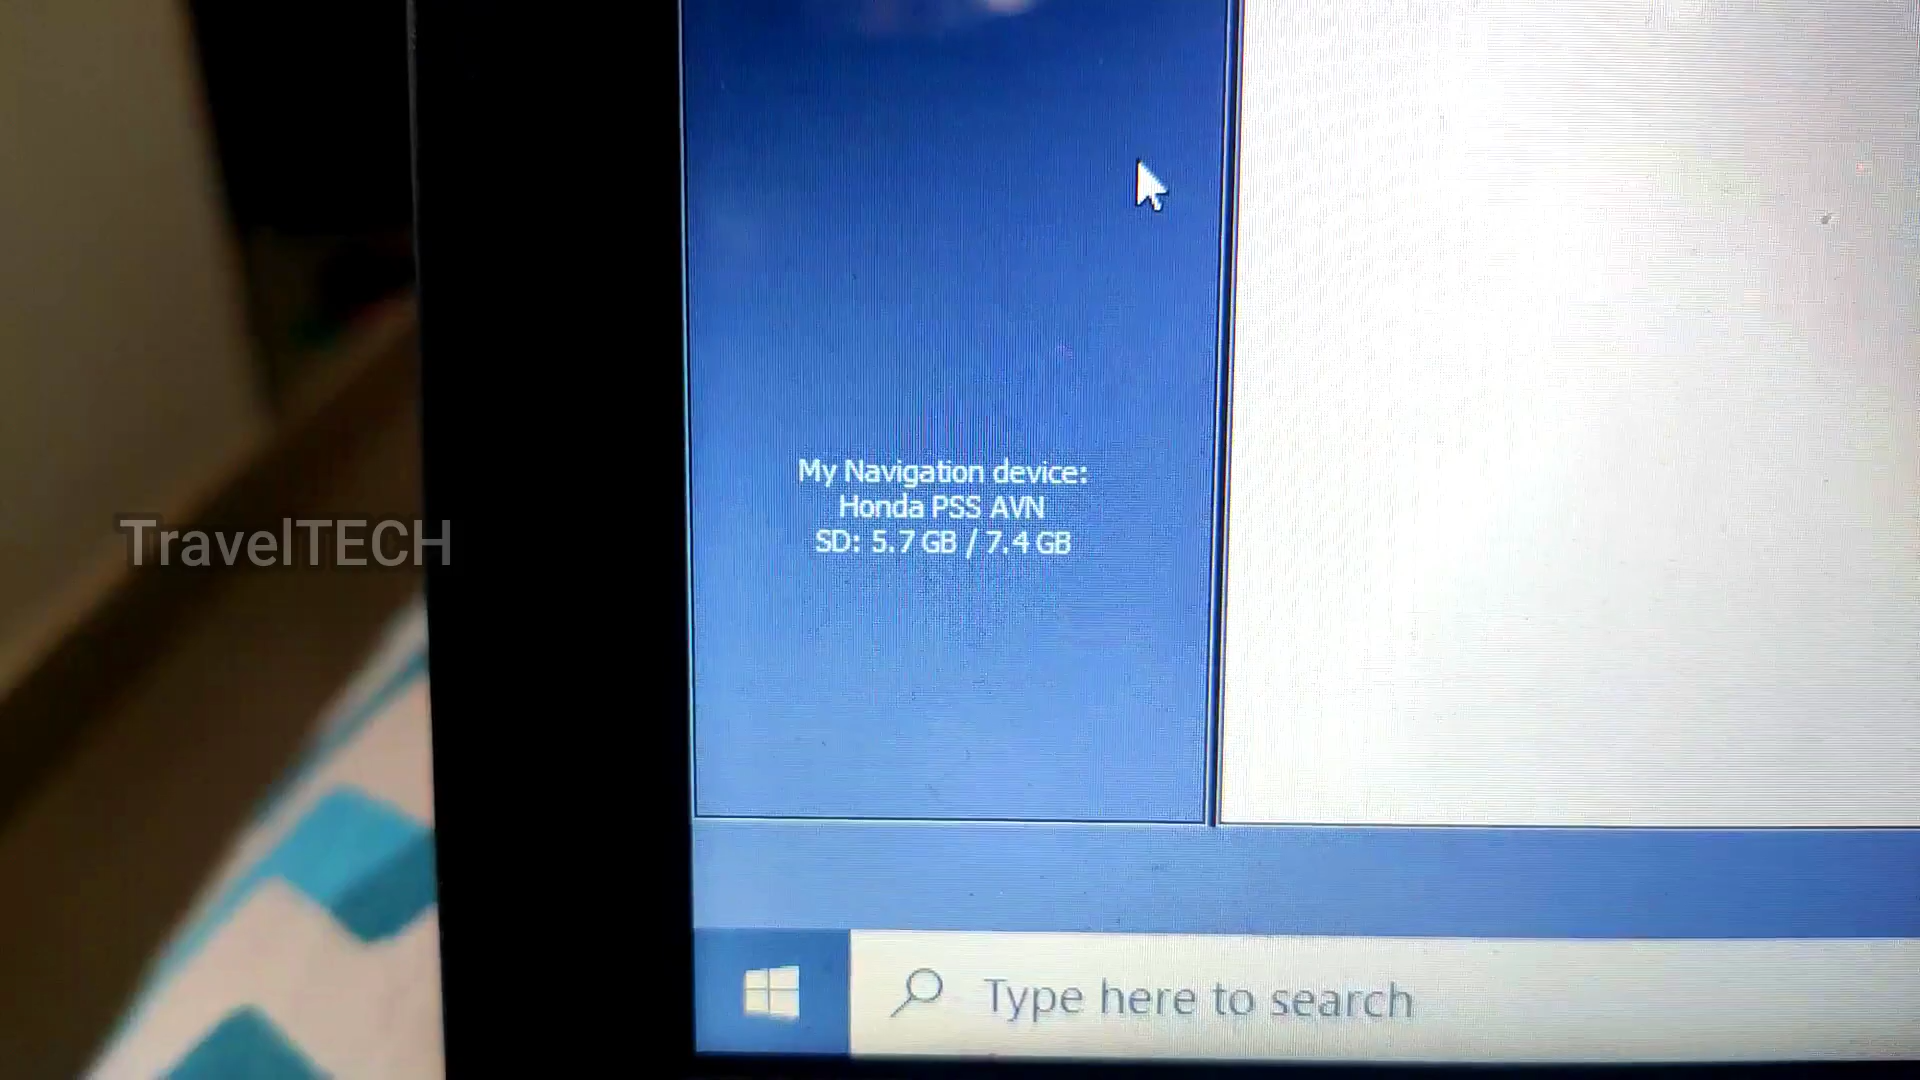 My Navigation device:
Honda PSS AVN
SD: 5.7 GB / 7.4 GB
TravelTECH
Type here to search